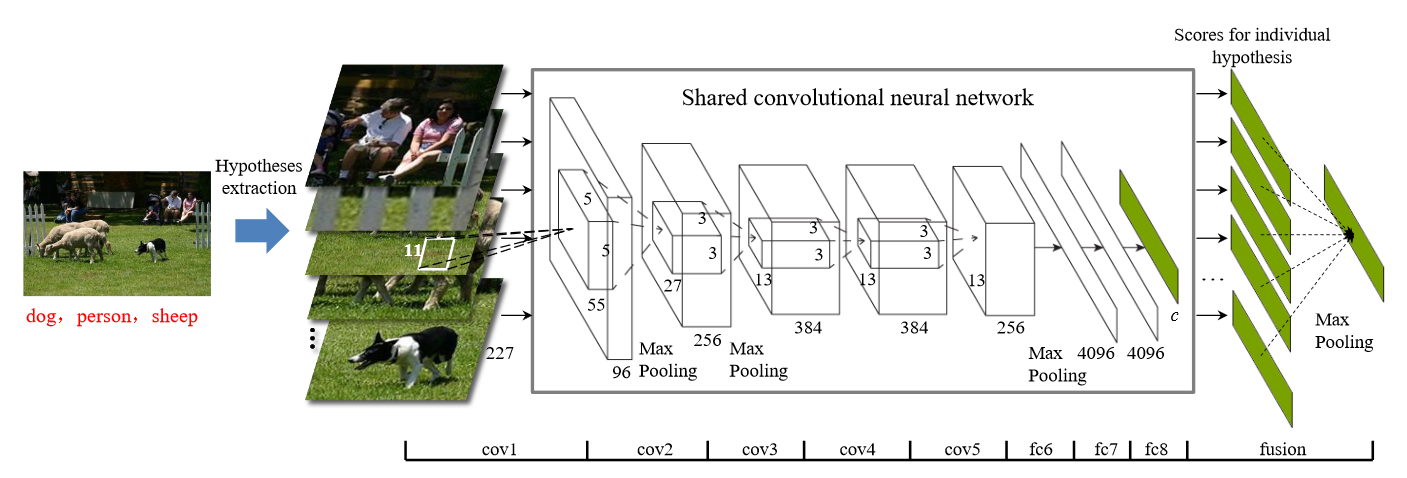 Scores for individual
hypothesis
Shared convolutional neural network
Hypotheses
extraction
dog，person，sheep
11
227
5
5
55
96
Max
Pooling
3
3
27
256
Max
Pooling
3
3
13
384
3
3
13
384
13
256
Max
Pooling
4096
4096
c
...
Max
Pooling
cov1
cov2
cov3
cov4
cov5
fc6
fc7
fc8
fusion